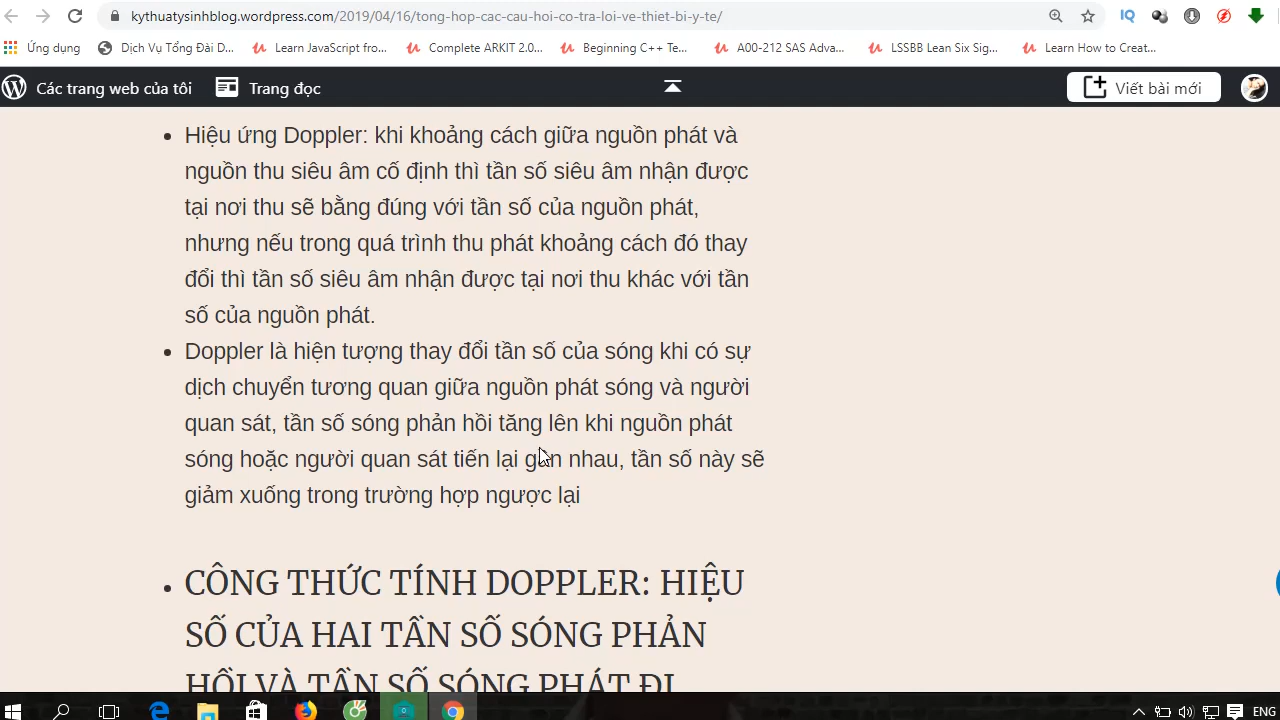 kythuatysinhblog.wordpress.com/2019/04/16/tong-hop-cac-cau-hoi-co-tra-loi-ve-thiet-bi-y-te/
Ứng dụng
Dịch Vụ Tổng Đài D...
Learn JavaScript fro...
Complete ARKIT 2.0...
Beginning C++ Te...
A00-212 SAS Adva...
LSSBB Lean Six Sig...
Learn How to Creat...
Các trang web của tôi
Trang đọc
Viết bài mới
• Hiệu ứng Doppler: khi khoảng cách giữa nguồn phát và
nguồn thu siêu âm cố định thì tần số siêu âm nhận được
tại nơi thu sẽ bằng đúng với tần số của nguồn phát,
nhưng nếu trong quá trình thu phát khoảng cách đó thay
đổi thì tần số siêu âm nhận được tại nơi thu khác với tần
số của nguồn phát.
• Doppler là hiện tượng thay đổi tần số của sóng khi có sự
dịch chuyển tương quan giữa nguồn phát sóng và người
quan sát, tần số sóng phản hồi tăng lên khi nguồn phát
sóng hoặc người quan sát tiến lại gần nhau, tần số này sẽ
giảm xuống trong trường hợp ngược lại
• CÔNG THỨC TÍNH DOPPLER: HIỆU
SỐ CỦA HAI TẦN SỐ SÓNG PHẢN
HỒI VÀ TẦN SỐ SÓNG PHÁT ĐI
ENG